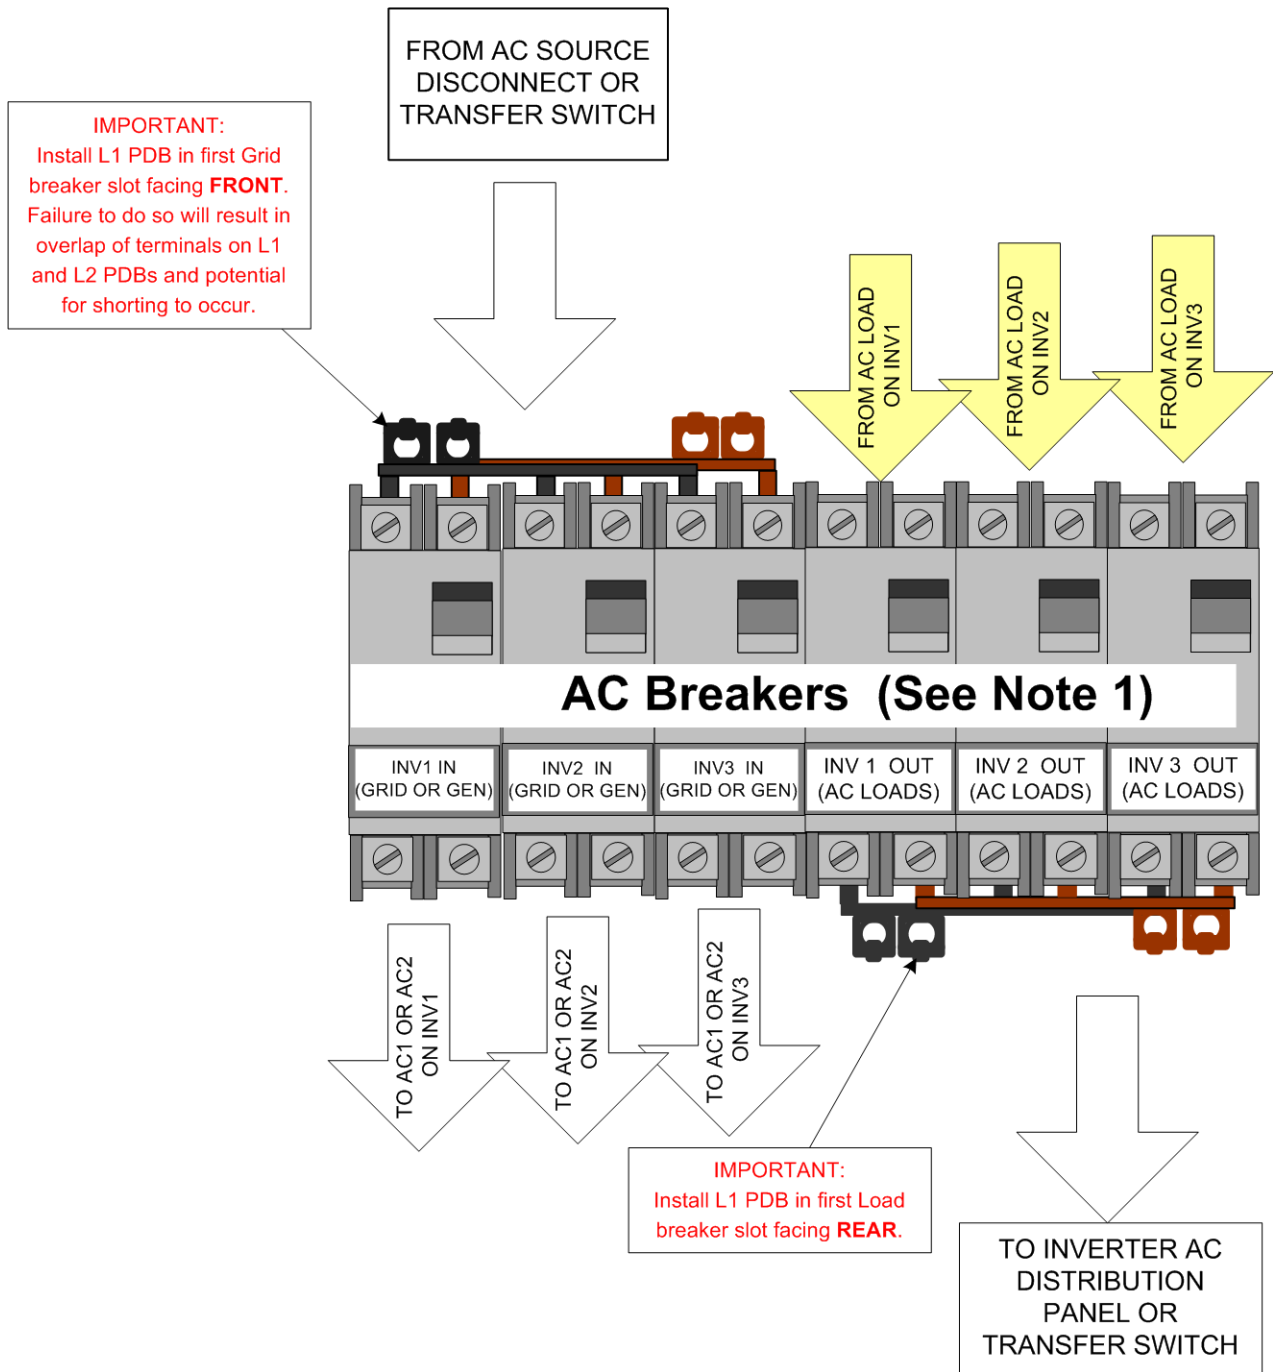 FROM AC SOURCE
DISCONNECT OR
TRANSFER SWITCH
IMPORTANT:
Install L1 PDB in first Grid
breaker slot facing FRONT.
Failure to do so will result in
overlap of terminals on L1
and L2 PDBs and potential
for shorting to occur.
FROM AC LOAD
ON INV1
FROM AC LOAD
ON INV2
FROM AC LOAD
ON INV3
AC Breakers (See Note 1)
INV1 IN
(GRID OR GEN)
INV2 IN
(GRID OR GEN)
INV3 IN
(GRID OR GEN)
INV 1 OUT
(AC LOADS)
INV 2 OUT
(AC LOADS)
INV 3 OUT
(AC LOADS)
TO AC1 OR AC2
ON INV1
TO AC1 OR AC2
ON INV2
TO AC1 OR AC2
ON INV3
IMPORTANT:
Install L1 PDB in first Load
breaker slot facing REAR.
TO INVERTER AC
DISTRIBUTION
PANEL OR
TRANSFER SWITCH